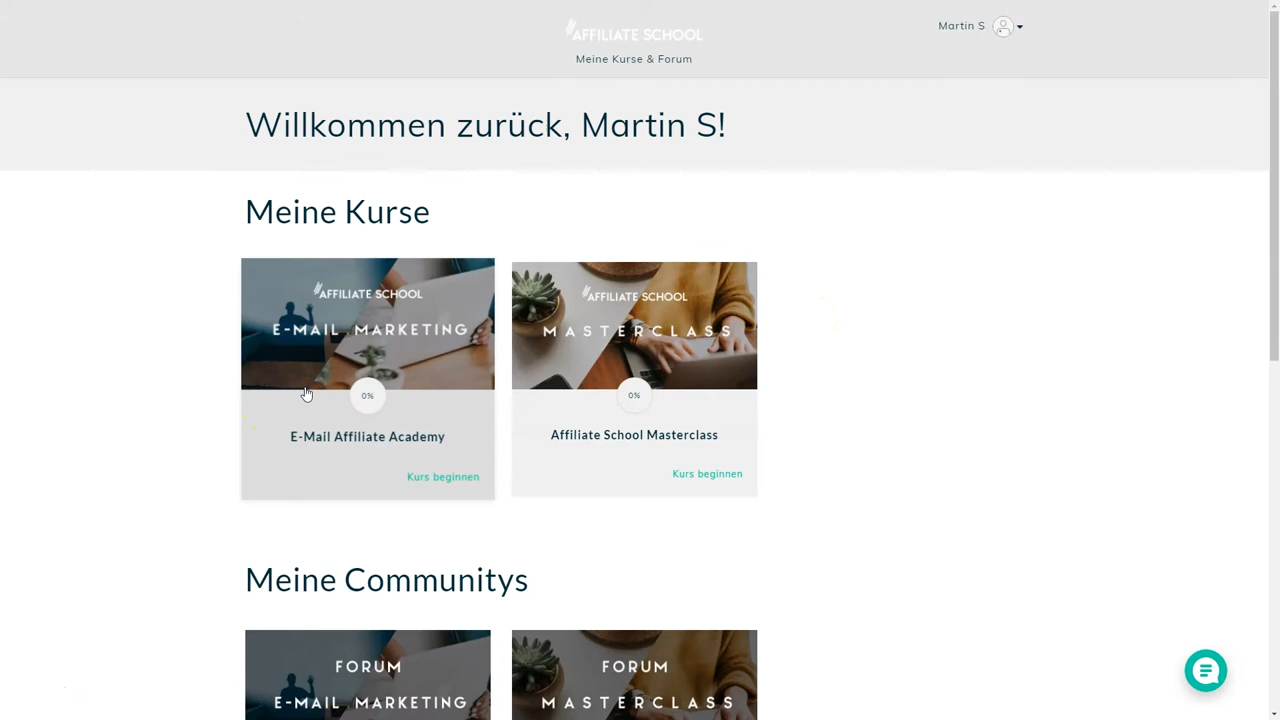 AFFILIATE SCHOOL
Martin S
Meine Kurse & Forum
Willkommen zurück, Martin S!
Meine Kurse
AFFILIATE SCHOOL
E-MAIL MARKETING
0%
E-Mail Affiliate Academy
Kurs beginnen
AFFILIATE SCHOOL
MASTERCLASS
0%
Affiliate School Masterclass
Kurs beginnen
Meine Communitys
FORUM
E-MAIL MARKETING
FORUM
MASTERCLASS